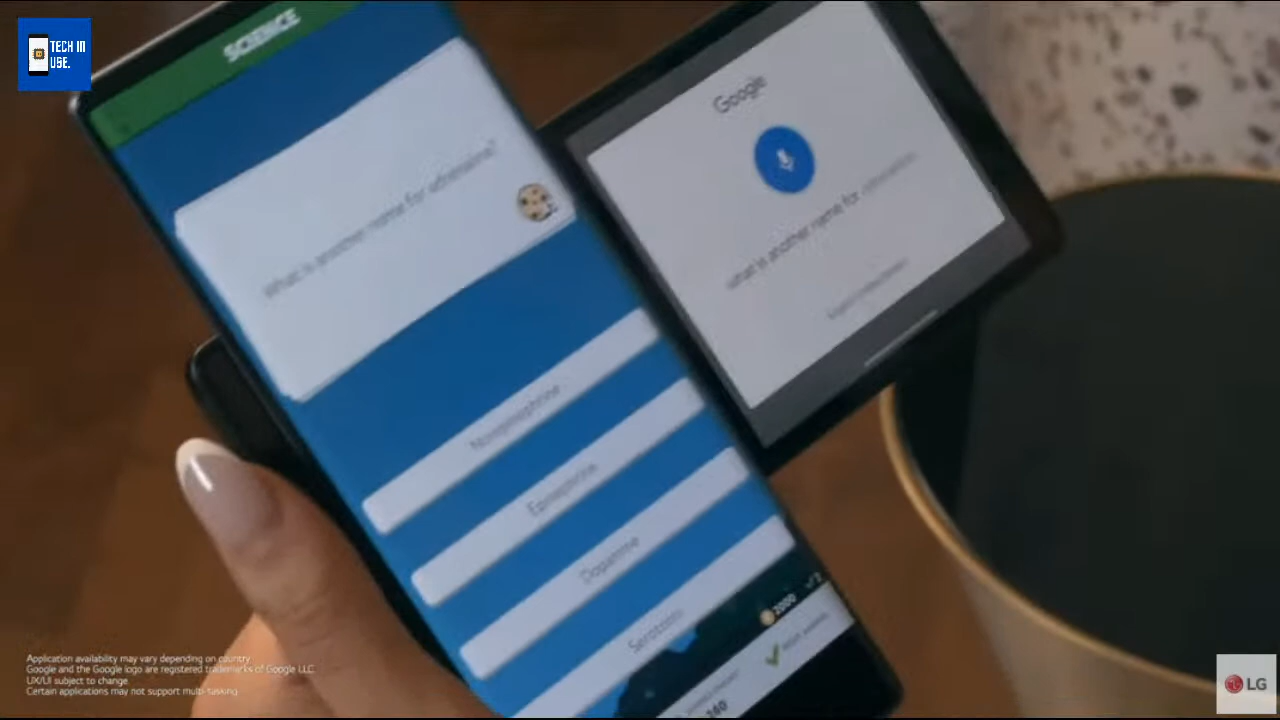 TECH IN
USE.
SCIENCE
What is another name for adrenaline?
Norepinephrine
Epinephrine
Dopamine
Serotonin
2000
Google
what is another name for adrenaline
Application availability may vary depending on country.
Google and the Google logo are registered trademarks of Google LLC.
UX/UI subject to change.
Certain applications may not support multi-tasking.
LG